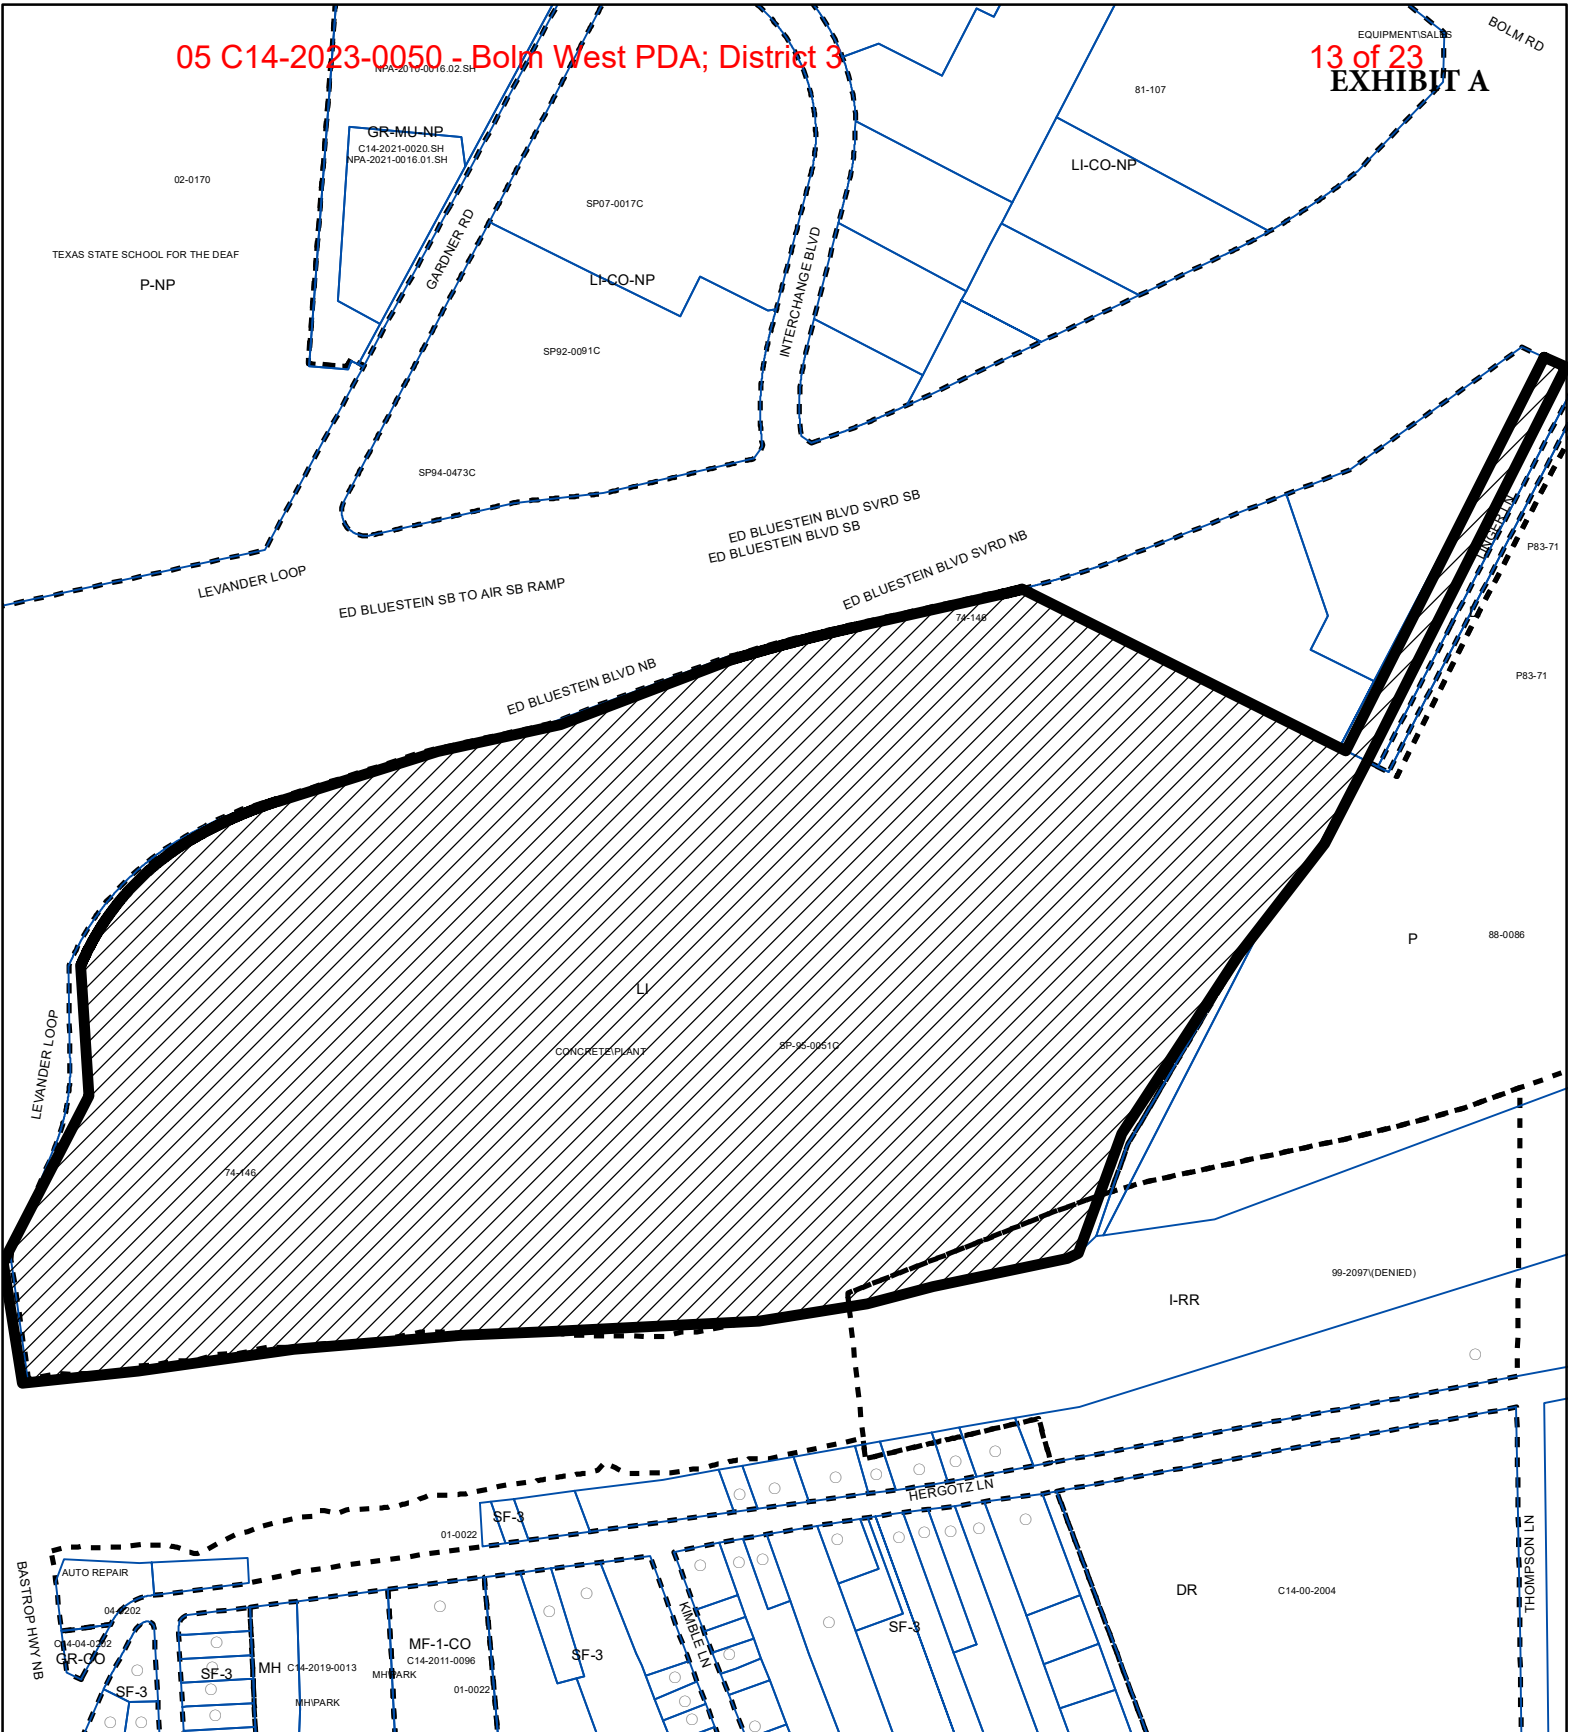 05 C14-2023-0050 - Bolm West PDA; District 3
13 of 23
EXHIBIT A
EQUIPMENT\SALES
BOLM RD
NPA-2016-0016.02.SH
81-107
GR-MU-NP
C14-2021-0020.SH
NPA-2021-0016.01.SH
LI-CO-NP
02-0170
SP07-0017C
GARDNER RD
TEXAS STATE SCHOOL FOR THE DEAF
P-NP
LI-CO-NP
INTERCHANGE BLVD
SP92-0091C
SP94-0473C
ED BLUESTEIN BLVD SVRD SB
ED BLUESTEIN BLVD SB
LINGER LN
P83-71
ED BLUESTEIN BLVD SVRD NB
LEVANDER LOOP
ED BLUESTEIN SB TO AIR SB RAMP
74-146
P83-71
ED BLUESTEIN BLVD NB
P
88-0086
LI
LEVANDER LOOP
CONCRETE\PLANT
SP-95-0051C
74-146
99-2097\(DENIED)
I-RR
HERGOTZ LN
SF-3
01-0022
AUTO REPAIR
BASTROP HWY NB
THOMPSON LN
DR
C14-00-2004
04-0202
C14-04-0202
GR-CO
KIMBLE LN
SF-3
MF-1-CO
C14-2011-0096
SF-3
SF-3
MH
C14-2019-0013
MH\PARK
01-0022
SF-3
MH\PARK